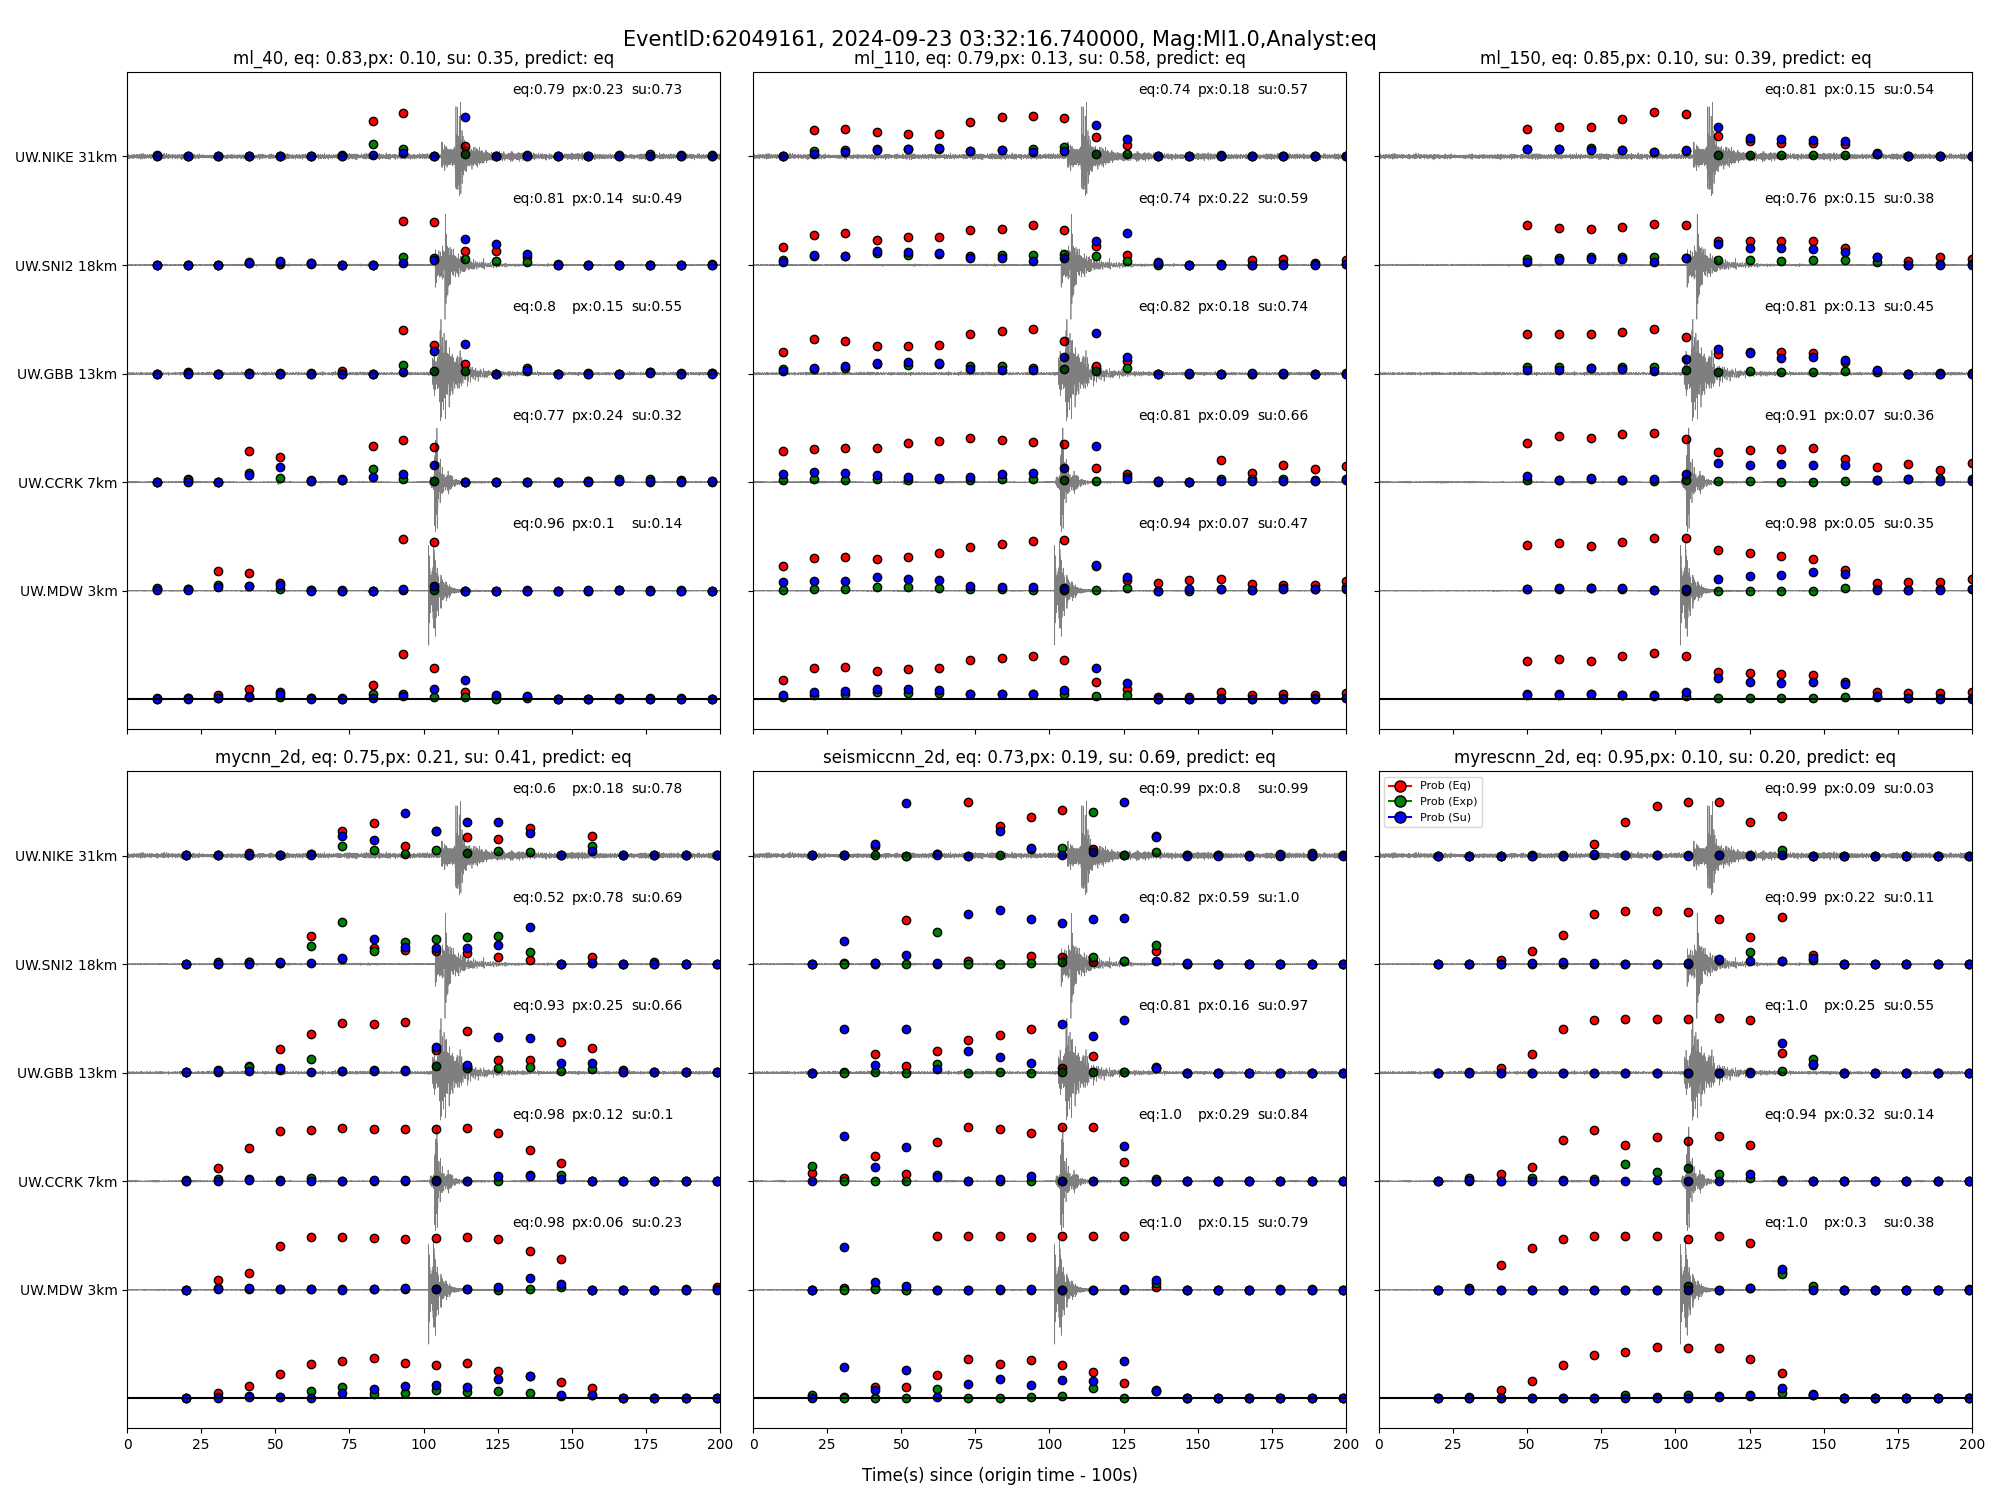 EventID:62049161, 2024-09-23 03:32:16.740000, Mag:Ml1.0,Analyst:eq
ml_40, eq: 0.83,px: 0.10, su: 0.35, predict: eq
eq:0.79 px:0.23 su:0.73
UW.NIKE 31km
eq:0.81 px:0.14 su:0.49
UW.SNI2 18km
eq:0.8 px:0.15 su:0.55
UW.GBB 13km
eq:0.77 px:0.24 su:0.32
UW.CCRK 7km
eq:0.96 px:0.1 su:0.14
UW.MDW 3km
ml_110, eq: 0.79,px: 0.13, su: 0.58, predict: eq
eq:0.74 px:0.18 su:0.57
eq:0.74 px:0.22 su:0.59
eq:0.82 px:0.18 su:0.74
eq:0.81 px:0.09 su:0.66
eq:0.94 px:0.07 su:0.47
ml_150, eq: 0.85,px: 0.10, su: 0.39, predict: eq
eq:0.81 px:0.15 su:0.54
eq:0.76 px:0.15 su:0.38
eq:0.81 px:0.13 su:0.45
eq:0.91 px:0.07 su:0.36
eq:0.98 px:0.05 su:0.35
mycnn_2d, eq: 0.75,px: 0.21, su: 0.41, predict: eq
eq:0.6 px:0.18 su:0.78
UW.NIKE 31km
eq:0.52 px:0.78 su:0.69
UW.SNI2 18km
eq:0.93 px:0.25 su:0.66
UW.GBB 13km
eq:0.98 px:0.12 su:0.1
UW.CCRK 7km
eq:0.98 px:0.06 su:0.23
UW.MDW 3km
0 25 50 75 100 125 150 175 200
seismiccnn_2d, eq: 0.73,px: 0.19, su: 0.69, predict: eq
eq:0.99 px:0.8 su:0.99
eq:0.82 px:0.59 su:1.0
eq:0.81 px:0.16 su:0.97
eq:1.0 px:0.29 su:0.84
eq:1.0 px:0.15 su:0.79
0 25 50 75 100 125 150 175 200
myrescnn_2d, eq: 0.95,px: 0.10, su: 0.20, predict: eq
Prob (Eq)
Prob (Exp)
Prob (Su)
eq:0.99 px:0.09 su:0.03
eq:0.99 px:0.22 su:0.11
eq:1.0 px:0.25 su:0.55
eq:0.94 px:0.32 su:0.14
eq:1.0 px:0.3 su:0.38
0 25 50 75 100 125 150 175 200
Time(s) since (origin time - 100s)